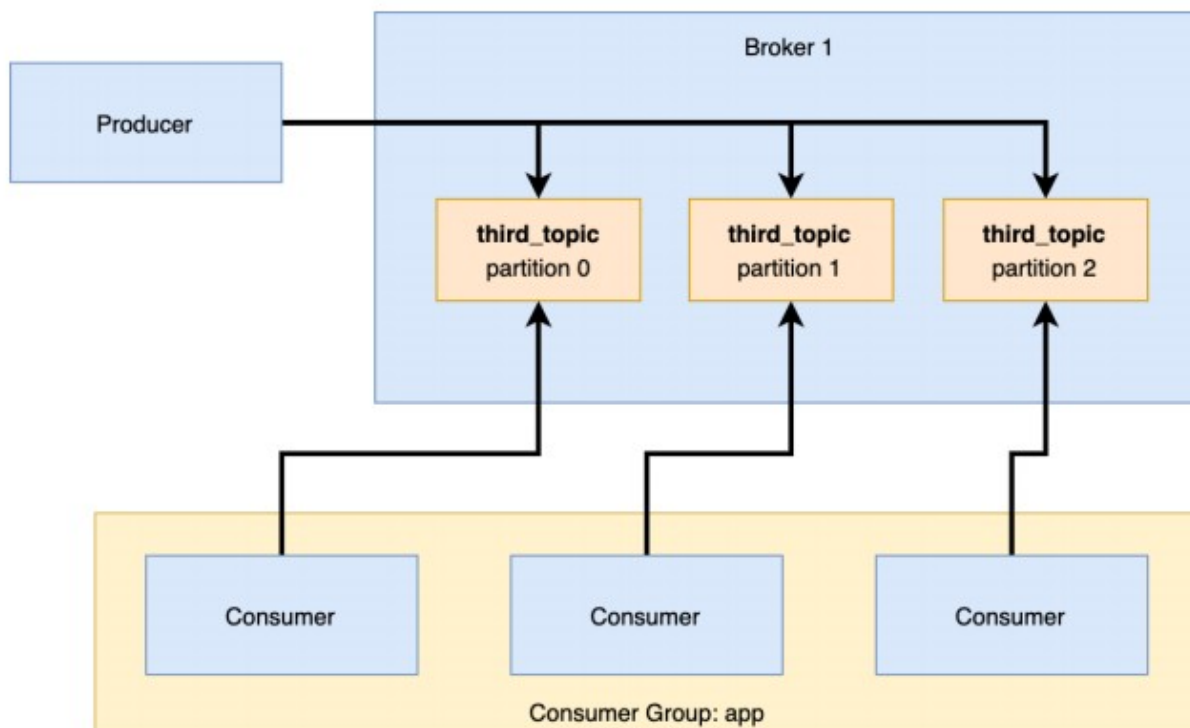 Broker 1
Producer
third_topic
partition 0
third_topic
partition 1
third_topic
partition 2
Consumer
Consumer
Consumer
Consumer Group: app